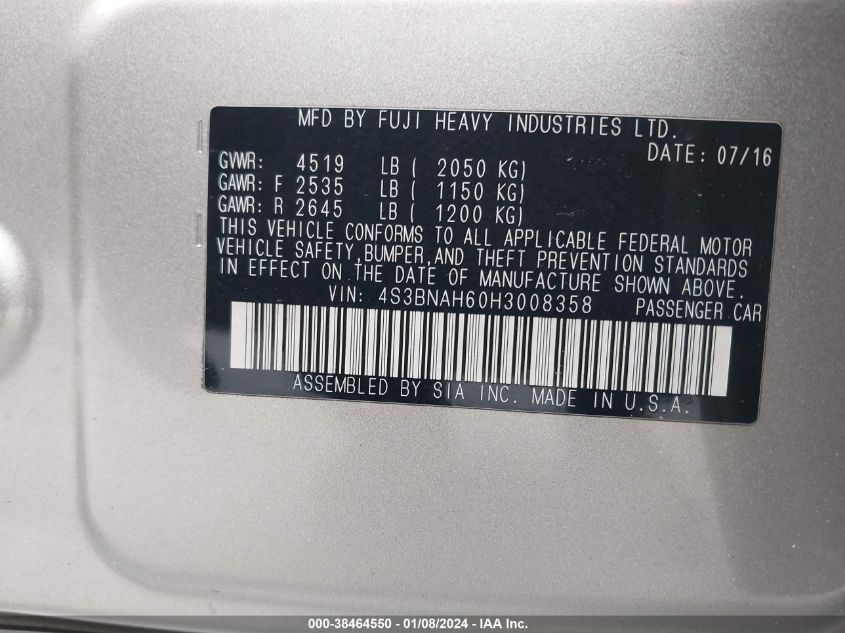 MFD BY FUJI HEAVY INDUSTRIES LTD.
DATE: 07/16
GVWR: 4519 LB ( 2050 KG)
GAWR: F 2535 LB ( 1150 KG)
GAWR: R 2645 LB ( 1200 KG)
THIS VEHICLE CONFORMS TO ALL APPLICABLE FEDERAL MOTOR
VEHICLE SAFETY, BUMPER, AND THEFT PREVENTION STANDARDS
IN EFFECT ON THE DATE OF MANUFACTURE SHOWN ABOVE.
VIN: 4S3BNAH60H3008358 PASSENGER CAR
ASSEMBLED BY SIA INC. MADE IN U.S.A.
000-38464550 - 01/08/2024 - IAA Inc.